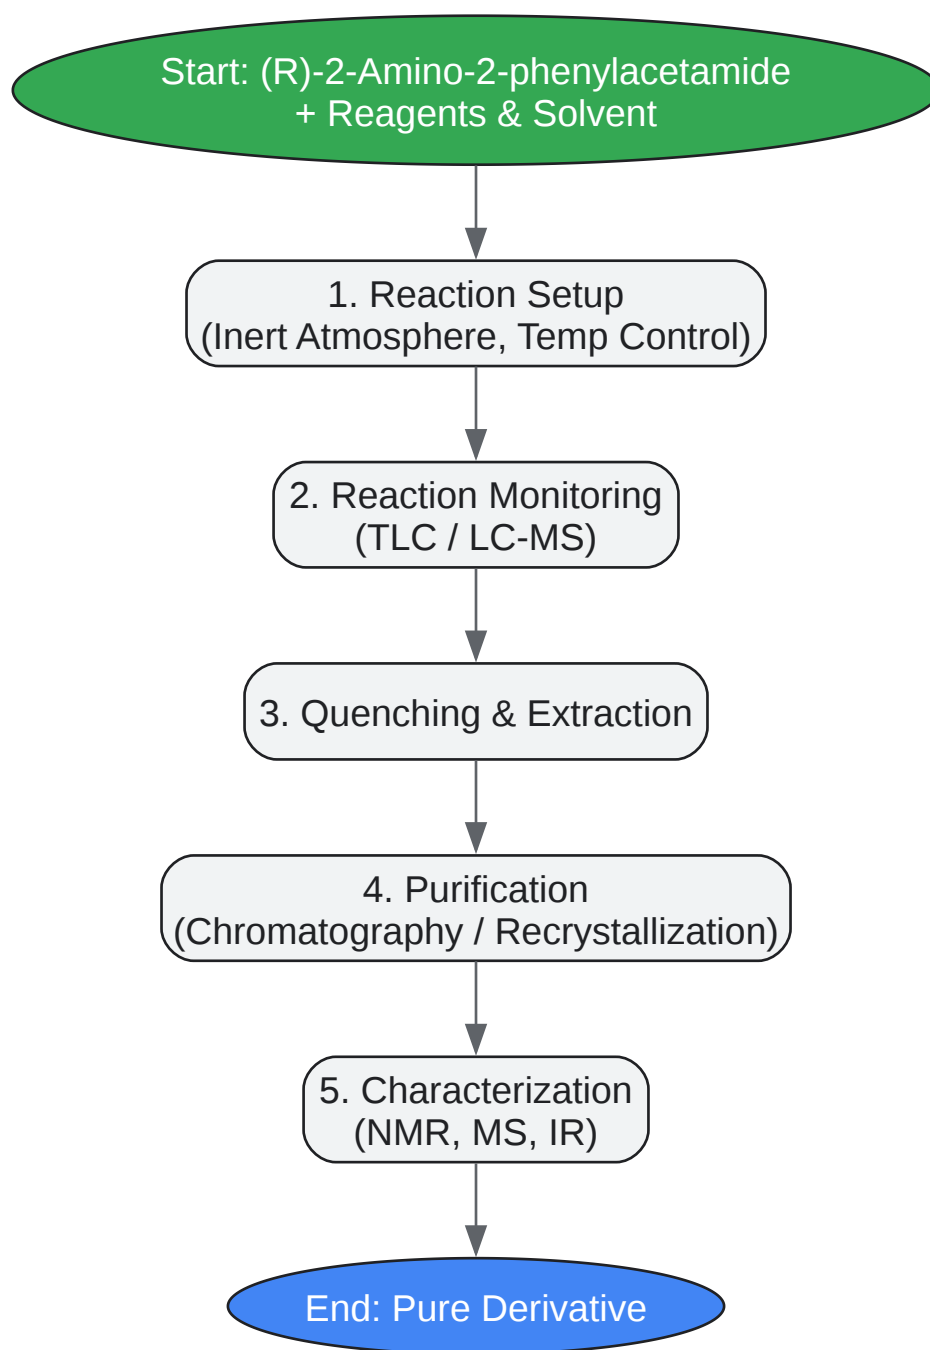 Start: (R)-2-Amino-2-phenylacetamide
+ Reagents & Solvent
1. Reaction Setup
(Inert Atmosphere, Temp Control)
2. Reaction Monitoring
(TLC / LC-MS)
3. Quenching & Extraction
4. Purification
(Chromatography / Recrystallization)
5. Characterization
(NMR, MS, IR)
End: Pure Derivative